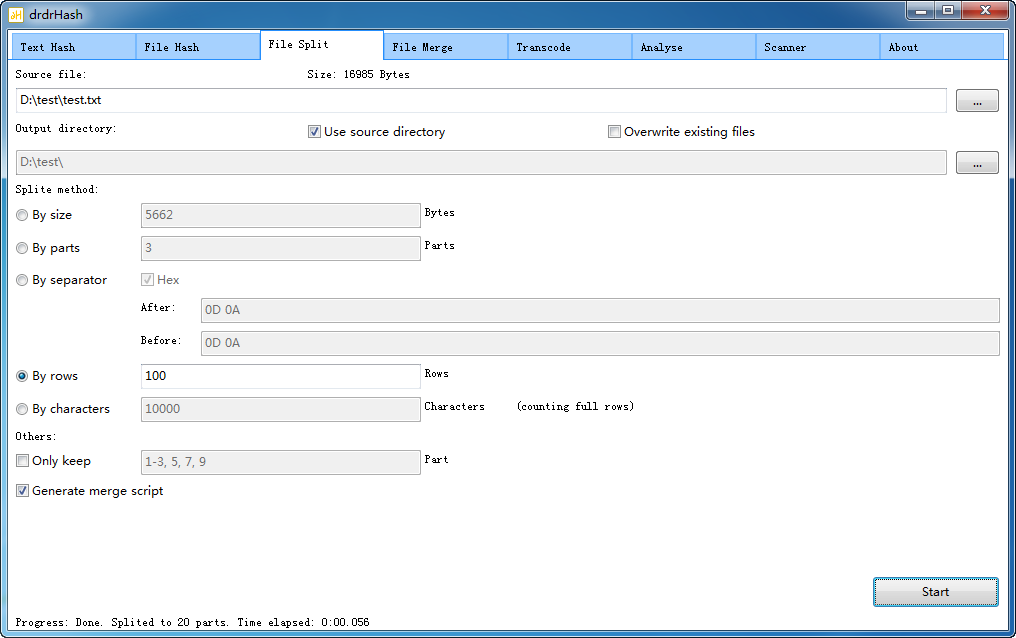 drdrHash
Text Hash File Hash File Split File Merge Transcode Analyse Scanner About
Source file: Size: 16985 Bytes
D:\test\test.txt ...
Output directory: Use source directory Overwrite existing files
D:\test\ ...
Splite method:
By size 5662 Bytes
By parts 3 Parts
By separator Hex
After: 0D 0A
Before: 0D 0A
By rows 100 Rows
By characters 10000 Characters (counting full rows)
Others:
Only keep 1-3, 5, 7, 9 Part
Generate merge script
Start
Progress: Done. Splited to 20 parts. Time elapsed: 0:00.056